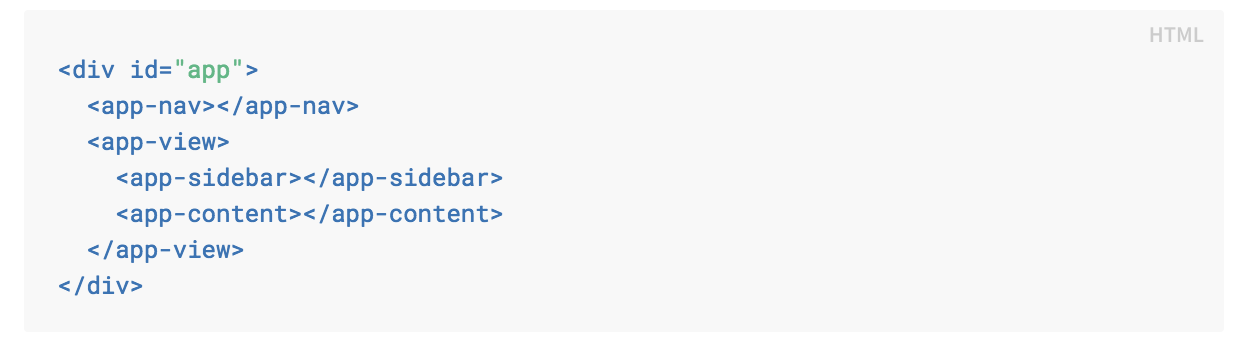 HTML
<div id="app">
  <app-nav></app-nav>
  <app-view>
    <app-sidebar></app-sidebar>
    <app-content></app-content>
  </app-view>
</div>